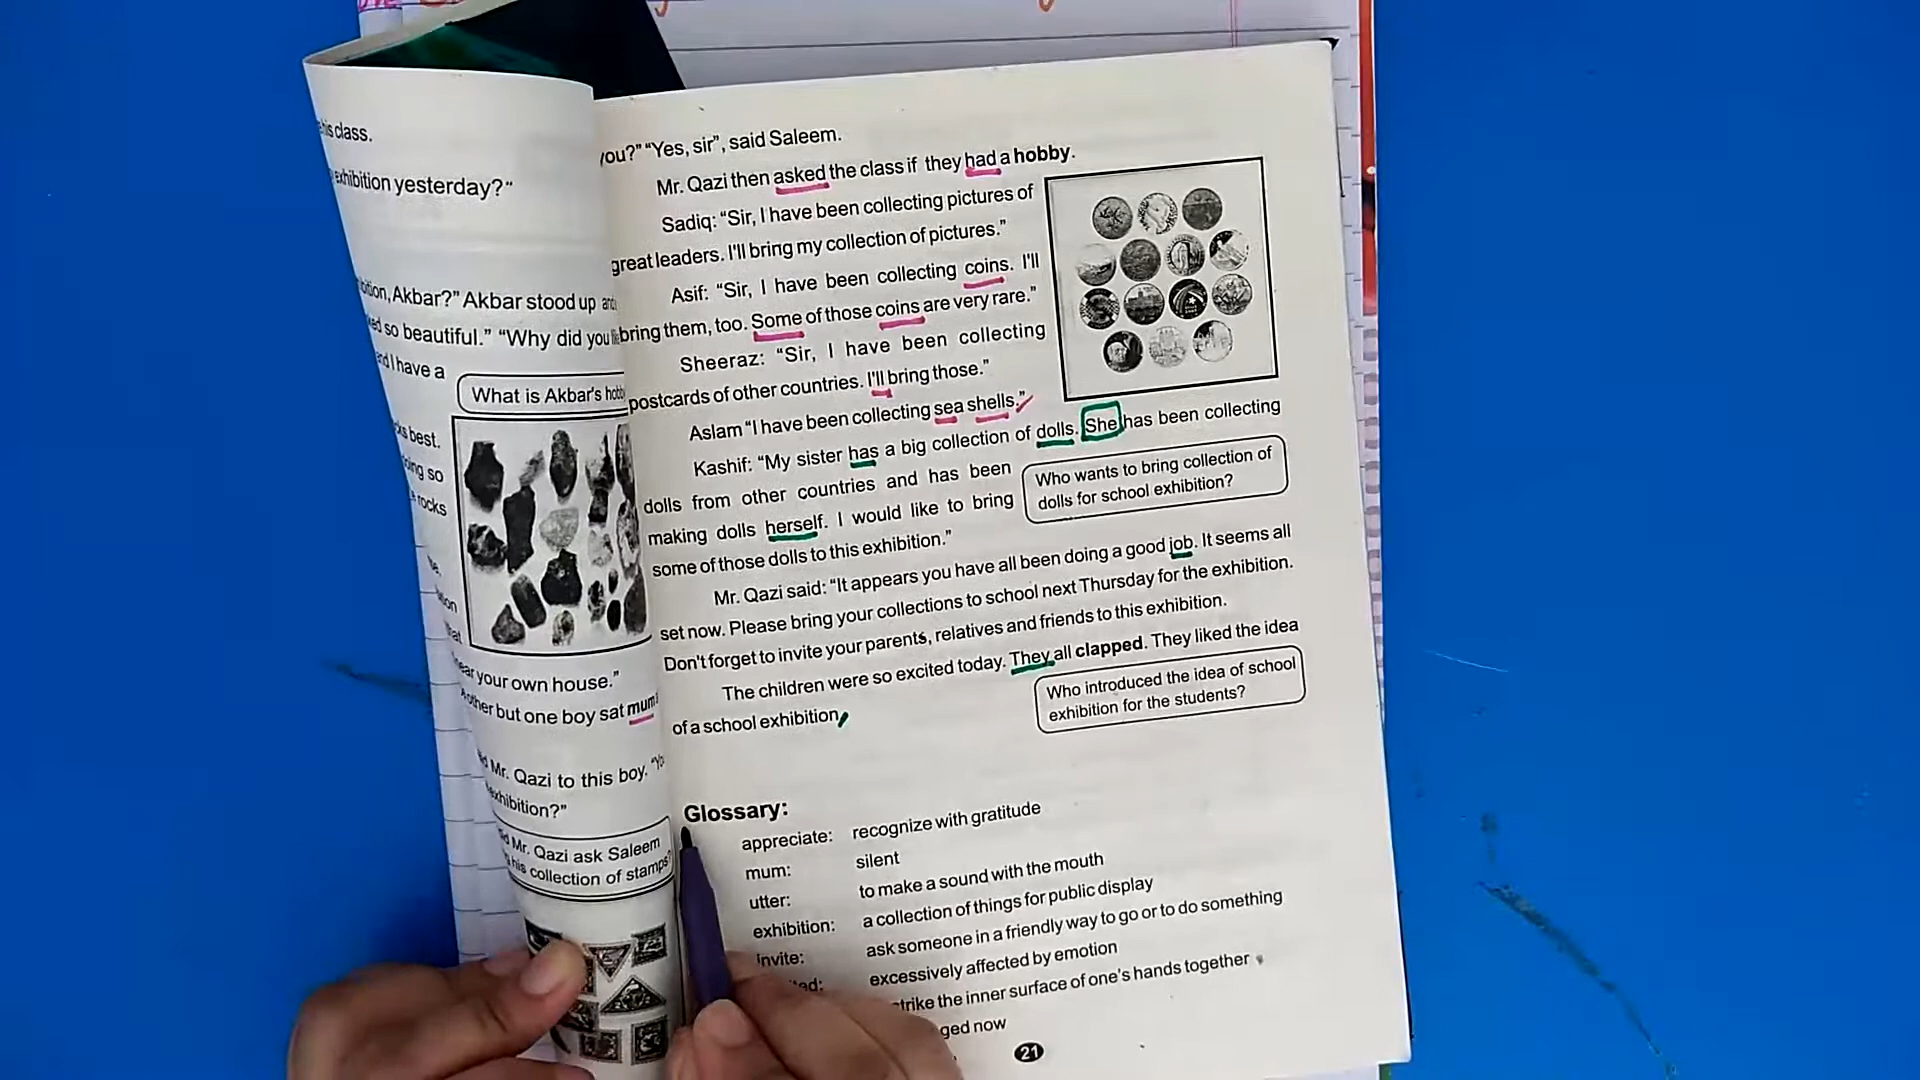 his class.
exhibition yesterday?"
Akbar?" Akbar stood up and
so beautiful." "Why did you
and I have a
What is Akbar's
best.
doing so
rocks
that
near your own house."
but one boy sat mum
Mr. Qazi to this boy.
exhibition?"
Mr. Qazi ask Saleem
his collection of stamps?
you?" "Yes, sir", said Saleem.
Mr. Qazi then asked the class if they had a hobby.
Sadiq: "Sir, I have been collecting pictures of
great leaders. I'll bring my collection of pictures."
Asif: "Sir, I have been collecting coins. I'll
bring them, too. Some of those coins are very rare."
Sheeraz: "Sir, I have been collecting
postcards of other countries. I'll bring those."
Aslam "I have been collecting sea shells."
Kashif: "My sister has a big collection of dolls. She has been collecting
dolls from other countries and has been
making dolls herself. I would like to bring
some of those dolls to this exhibition."
Who wants to bring collection of
dolls for school exhibition?
Mr. Qazi said: "It appears you have all been doing a good job. It seems all
set now. Please bring your collections to school next Thursday for the exhibition.
Don't forget to invite your parents, relatives and friends to this exhibition.
The children were so excited today. They all clapped. They liked the idea
of a school exhibition
Who introduced the idea of school
exhibition for the students?
Glossary:
appreciate: recognize with gratitude
mum: silent
utter: to make a sound with the mouth
exhibition: a collection of things for public display
invite: ask someone in a friendly way to go or to do something
excessively affected by emotion
strike the inner surface of one's hands together
now
21